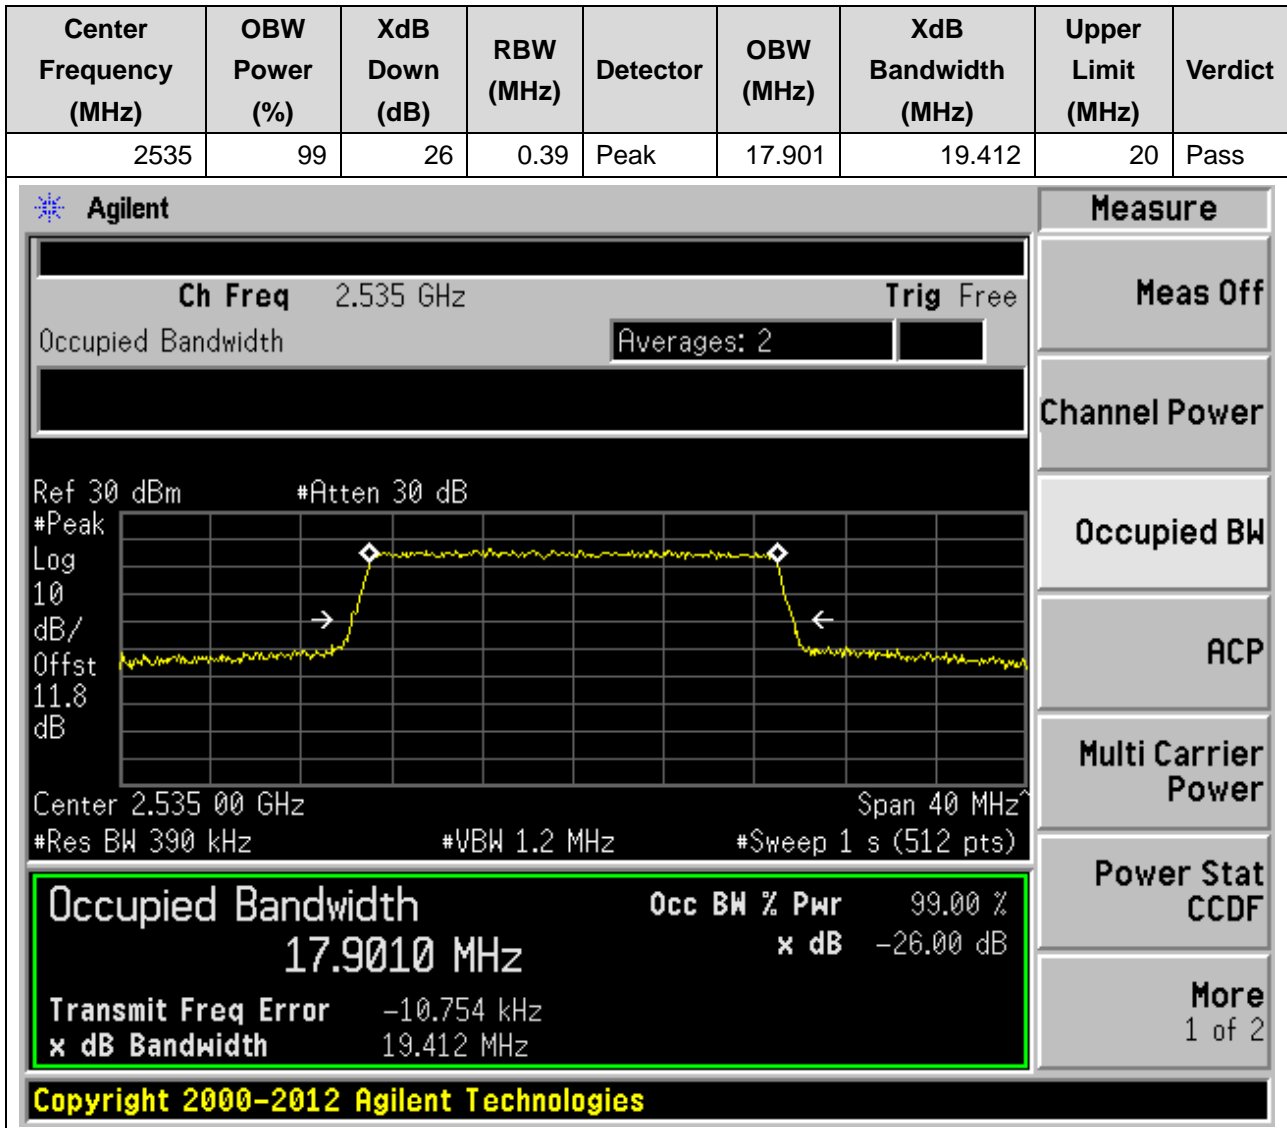 Center Frequency (MHz) OBW Power (%) XdB Down (dB) RBW (MHz) Detector OBW (MHz) XdB Bandwidth (MHz) Upper Limit (MHz) Verdict
2535 99 26 0.39 Peak 17.901 19.412 20 Pass
Agilent
Measure
Ch Freq 2.535 GHz Trig Free
Occupied Bandwidth Averages: 2
Ref 30 dBm #Atten 30 dB
#Peak
Log
10
dB/
Offst
11.8
dB
Center 2.535 00 GHz Span 40 MHz^
#Res BW 390 kHz #VBW 1.2 MHz #Sweep 1 s (512 pts)
Occupied Bandwidth
17.9010 MHz
Occ BW % Pwr 99.00 %
x dB -26.00 dB
Transmit Freq Error -10.754 kHz
x dB Bandwidth 19.412 MHz
Meas Off
Channel Power
Occupied BW
ACP
Multi Carrier
Power
Power Stat
CCDF
More
1 of 2
Copyright 2000-2012 Agilent Technologies